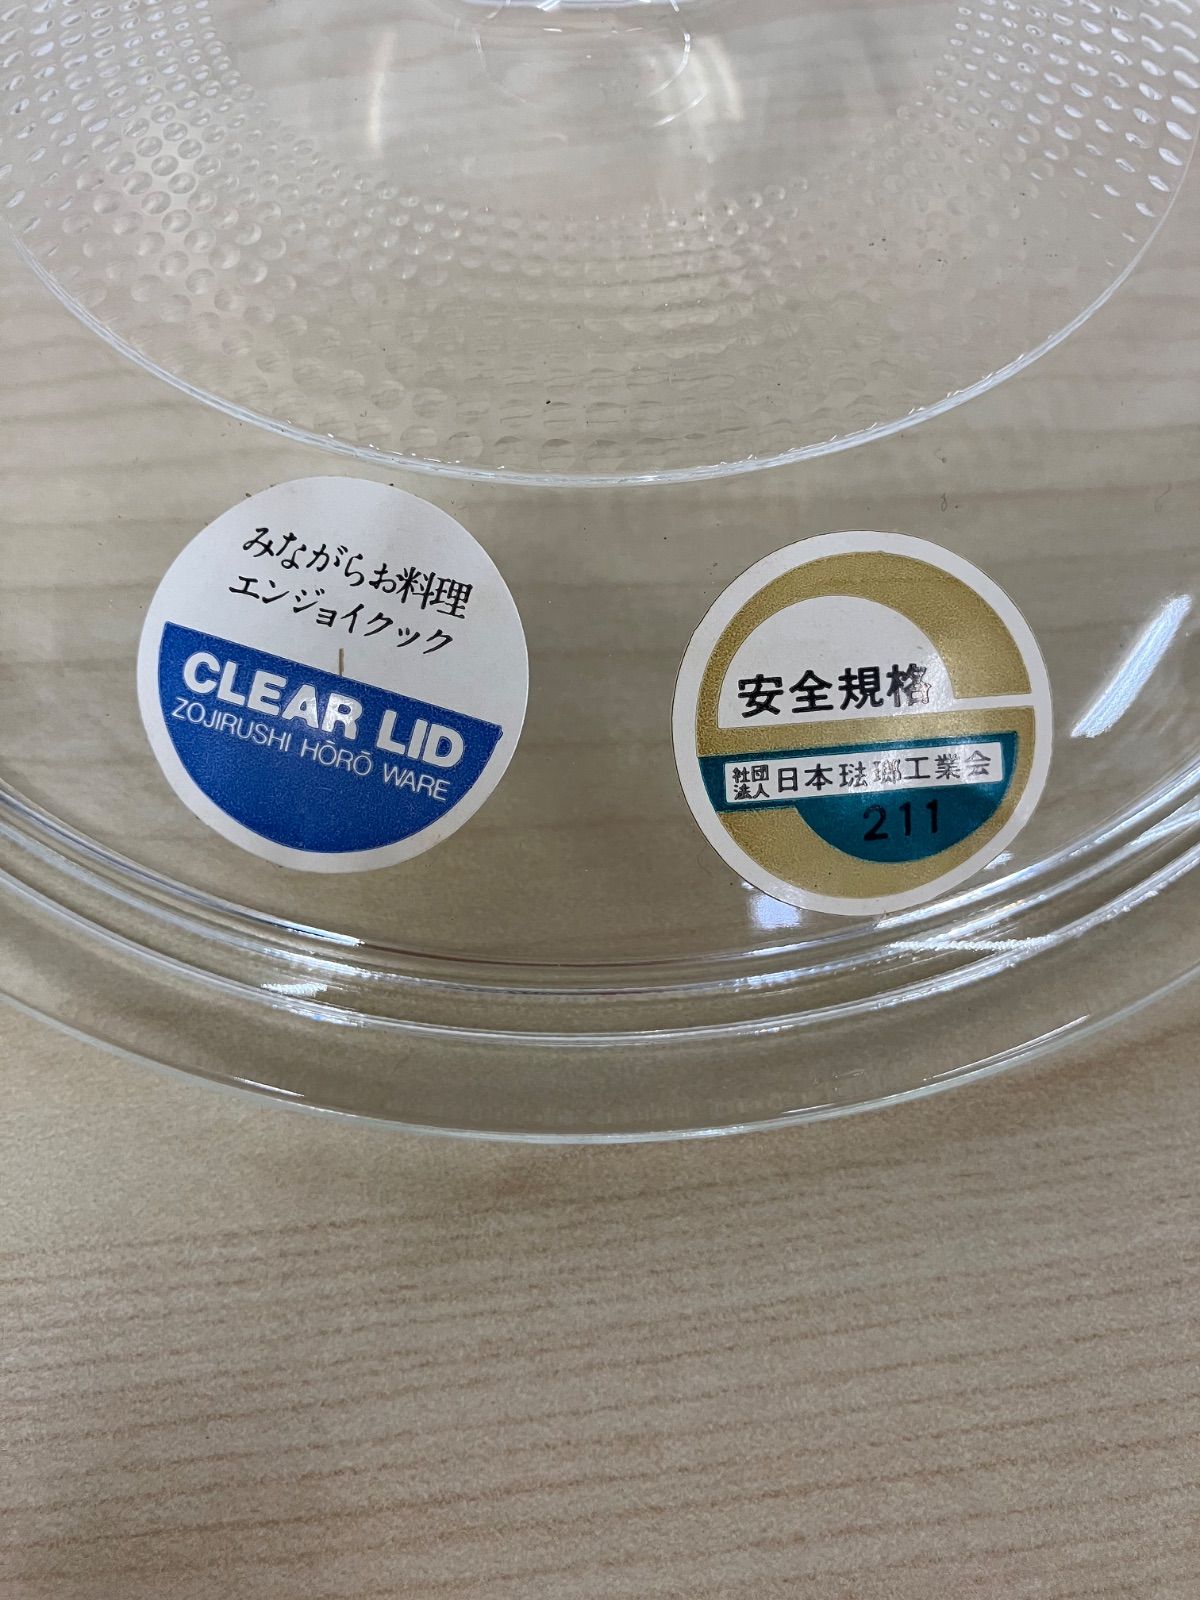 みながらお料理
エンジョイクック
CLEAR LID
ZOJIRUSHI HŌRŌ WARE
安全規格
社団法人 日本琺瑯工業会
211